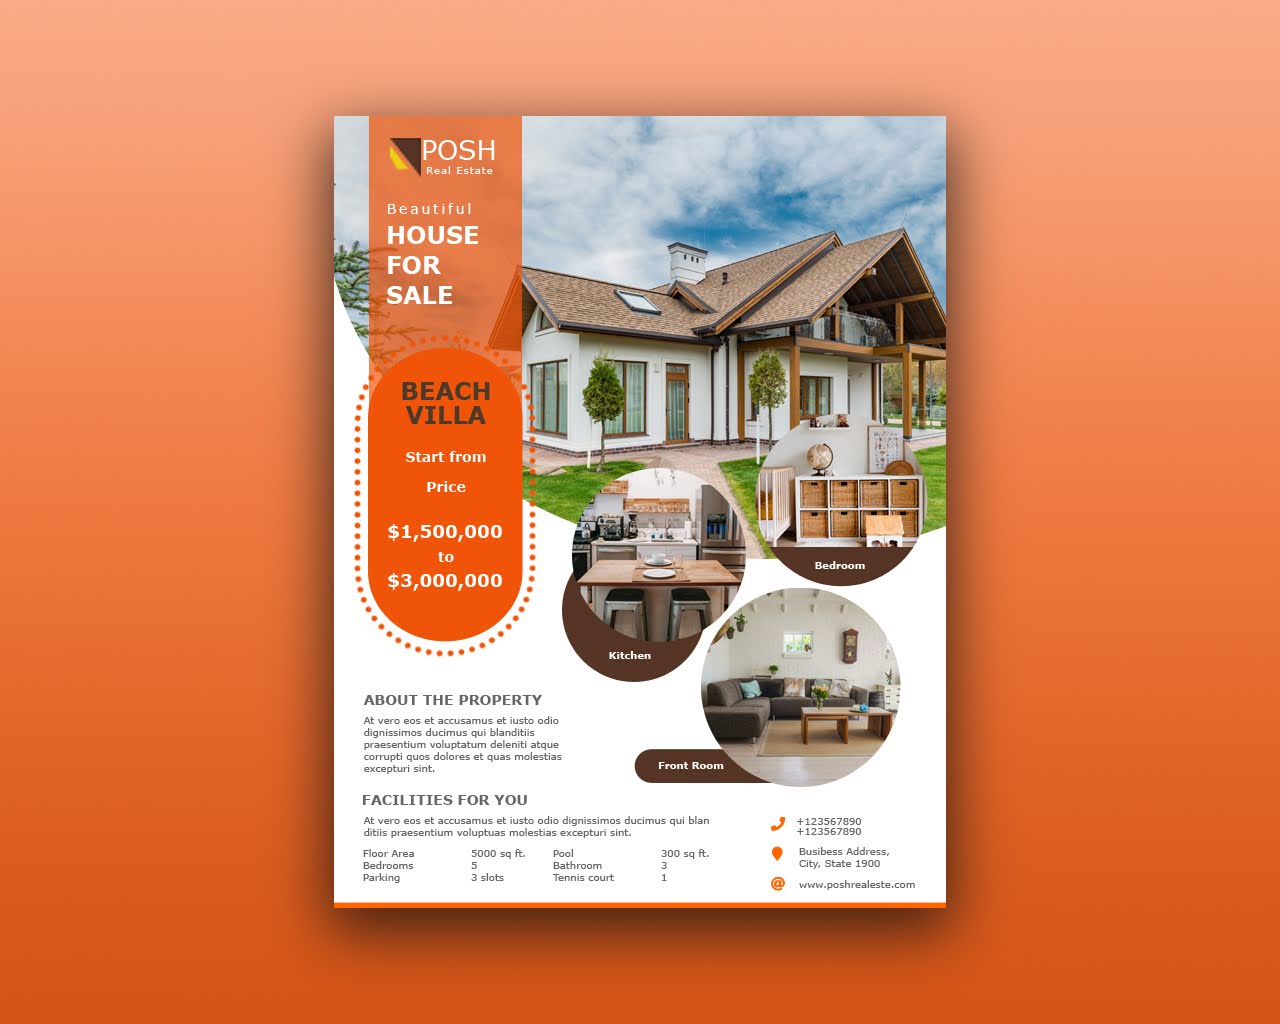 POSH
Real Estate
Beautiful
HOUSE
FOR
SALE
BEACH
VILLA
Start from
Price
$1,500,000
to
$3,000,000
Bedroom
Kitchen
Front Room
ABOUT THE PROPERTY
At vero eos et accusamus et iusto odio
dignissimos ducimus qui blanditiis
praesentium voluptatum deleniti atque
corrupti quos dolores et quas molestias
excepturi sint.
FACILITIES FOR YOU
At vero eos et accusamus et iusto odio dignissimos ducimus qui blan
ditiis praesentium voluptuas molestias excepturi sint.
Floor Area 5000 sq ft. Pool 300 sq ft.
Bedrooms 5 Bathroom 3
Parking 3 slots Tennis court 1
+123567890
+123567890
Busibess Address,
City, State 1900
www.poshrealeste.com